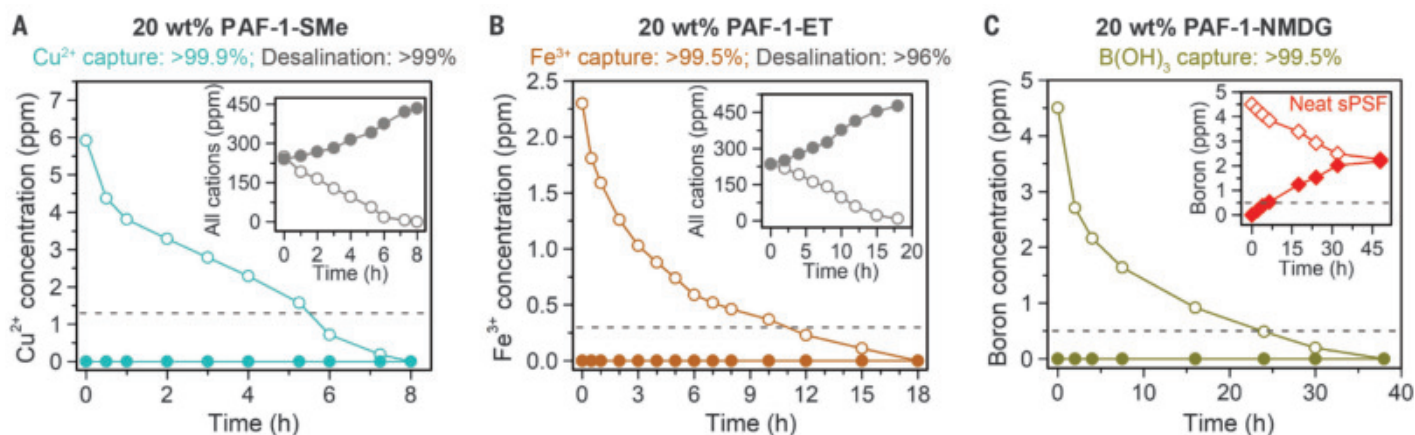 A
20 wt% PAF-1-SMe
Cu²⁺ capture: >99.9%; Desalination: >99%
Cu²⁺ concentration (ppm)
7
6
5
4
3
2
1
0
0 2 4 6 8
Time (h)
All cations (ppm)
450
300
150
0
0 2 4 6 8
Time (h)
B
20 wt% PAF-1-ET
Fe³⁺ capture: >99.5%; Desalination: >96%
Fe³⁺ concentration (ppm)
2.5
2.0
1.5
1.0
0.5
0.0
0 3 6 9 12 15 18
Time (h)
All cations (ppm)
450
300
150
0
0 5 10 15 20
Time (h)
C
20 wt% PAF-1-NMDG
B(OH)₃ capture: >99.5%
Boron concentration (ppm)
5
4
3
2
1
0
0 10 20 30 40
Time (h)
Neat sPSF
Boron (ppm)
5
4
3
2
1
0
0 16 32 48
Time (h)